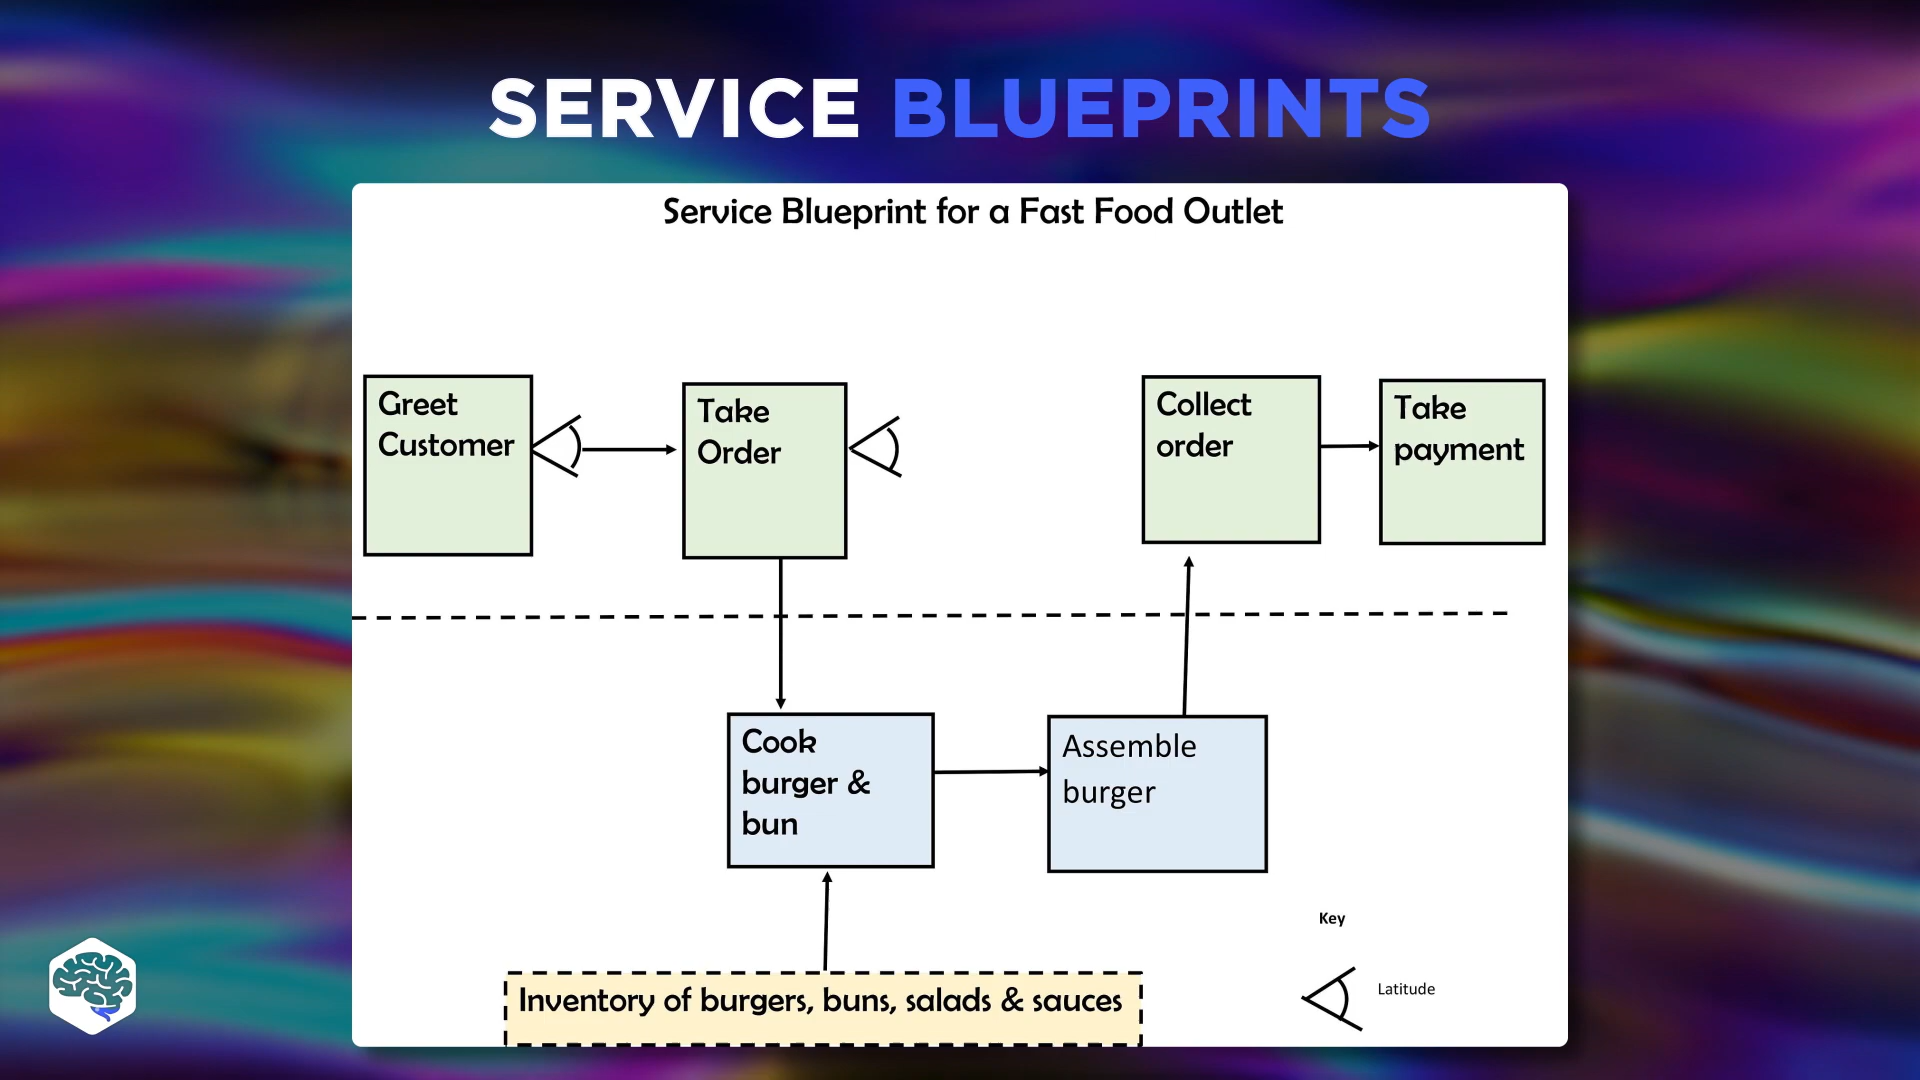 SERVICE BLUEPRINTS
Service Blueprint for a Fast Food Outlet
Greet
Customer
Take
Order
Collect
order
Take
payment
Cook
burger &
bun
Assemble
burger
Key
Latitude
Inventory of burgers, buns, salads & sauces